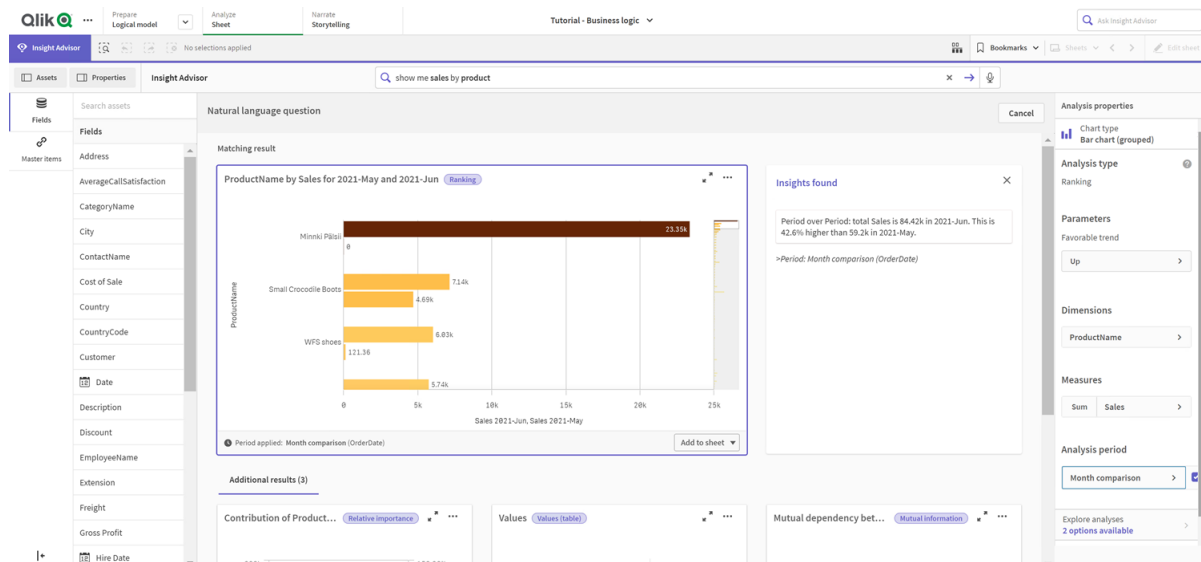 Qlik
Prepare
Logical model
Analyze
Sheet
Narrate
Storytelling
Tutorial - Business logic
Ask Insight Advisor
Insight Advisor
No selections applied
Bookmarks
Sheets
Edit sheet
Assets
Properties
Insight Advisor
show me sales by product
Fields
Master items
Search assets
Fields
Address
AverageCallSatisfaction
CategoryName
City
ContactName
Cost of Sale
Country
CountryCode
Customer
Date
Description
Discount
EmployeeName
Extension
Freight
Gross Profit
Hire Date
Natural language question
Cancel
Matching result
ProductName by Sales for 2021-May and 2021-Jun
Ranking
ProductName
Minnki Pälsii
23.35k
0
Small Crocodile Boots
7.14k
4.69k
WFS shoes
6.03k
121.36
5.74k
0
5k
10k
15k
20k
25k
Sales 2021-Jun, Sales 2021-May
Period applied: Month comparison (OrderDate)
Add to sheet
Insights found
Period over Period: total Sales is 84.42k in 2021-Jun. This is
42.6% higher than 59.2k in 2021-May.
>Period: Month comparison (OrderDate)
Additional results (3)
Contribution of Product...
Relative importance
Values
Values (table)
Mutual dependency bet...
Mutual information
Analysis properties
Chart type
Bar chart (grouped)
Analysis type
Ranking
Parameters
Favorable trend
Up
Dimensions
ProductName
Measures
Sum
Sales
Analysis period
Month comparison
Explore analyses
2 options available